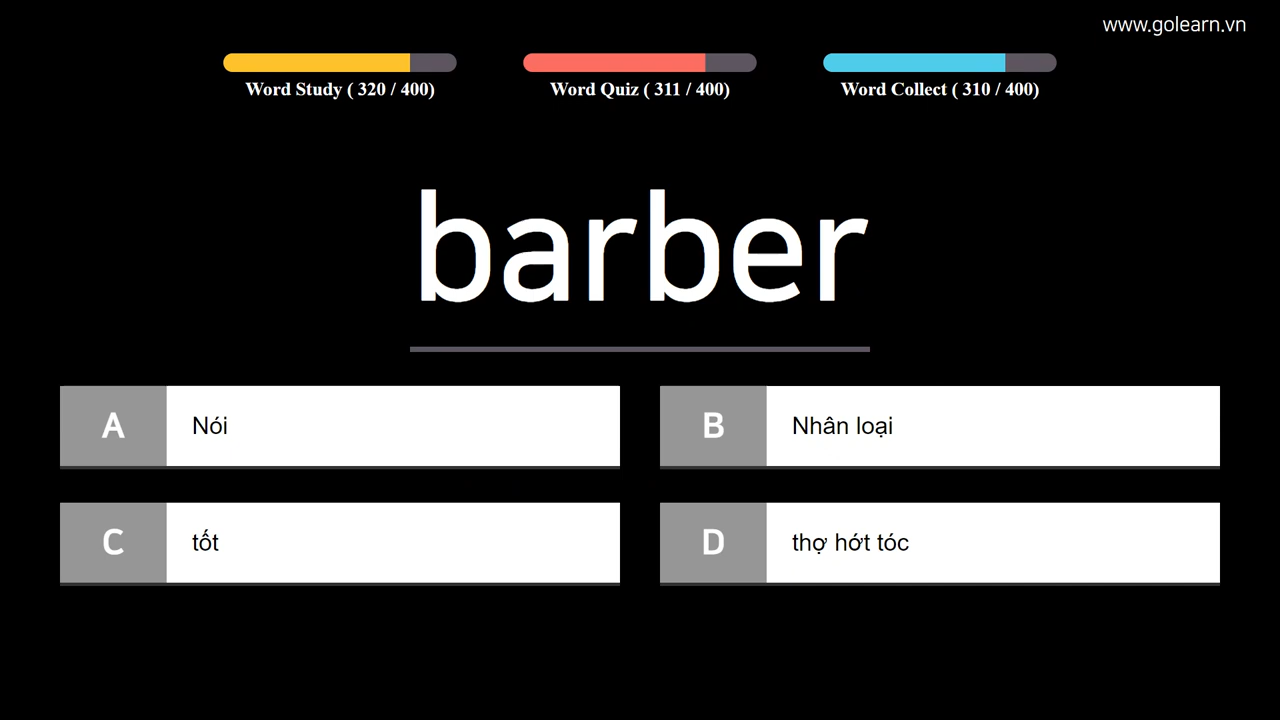 www.golearn.vn
Word Study ( 320 / 400)
Word Quiz ( 311 / 400)
Word Collect ( 310 / 400)
barber
A Nói
B Nhân loại
C tốt
D thợ hớt tóc